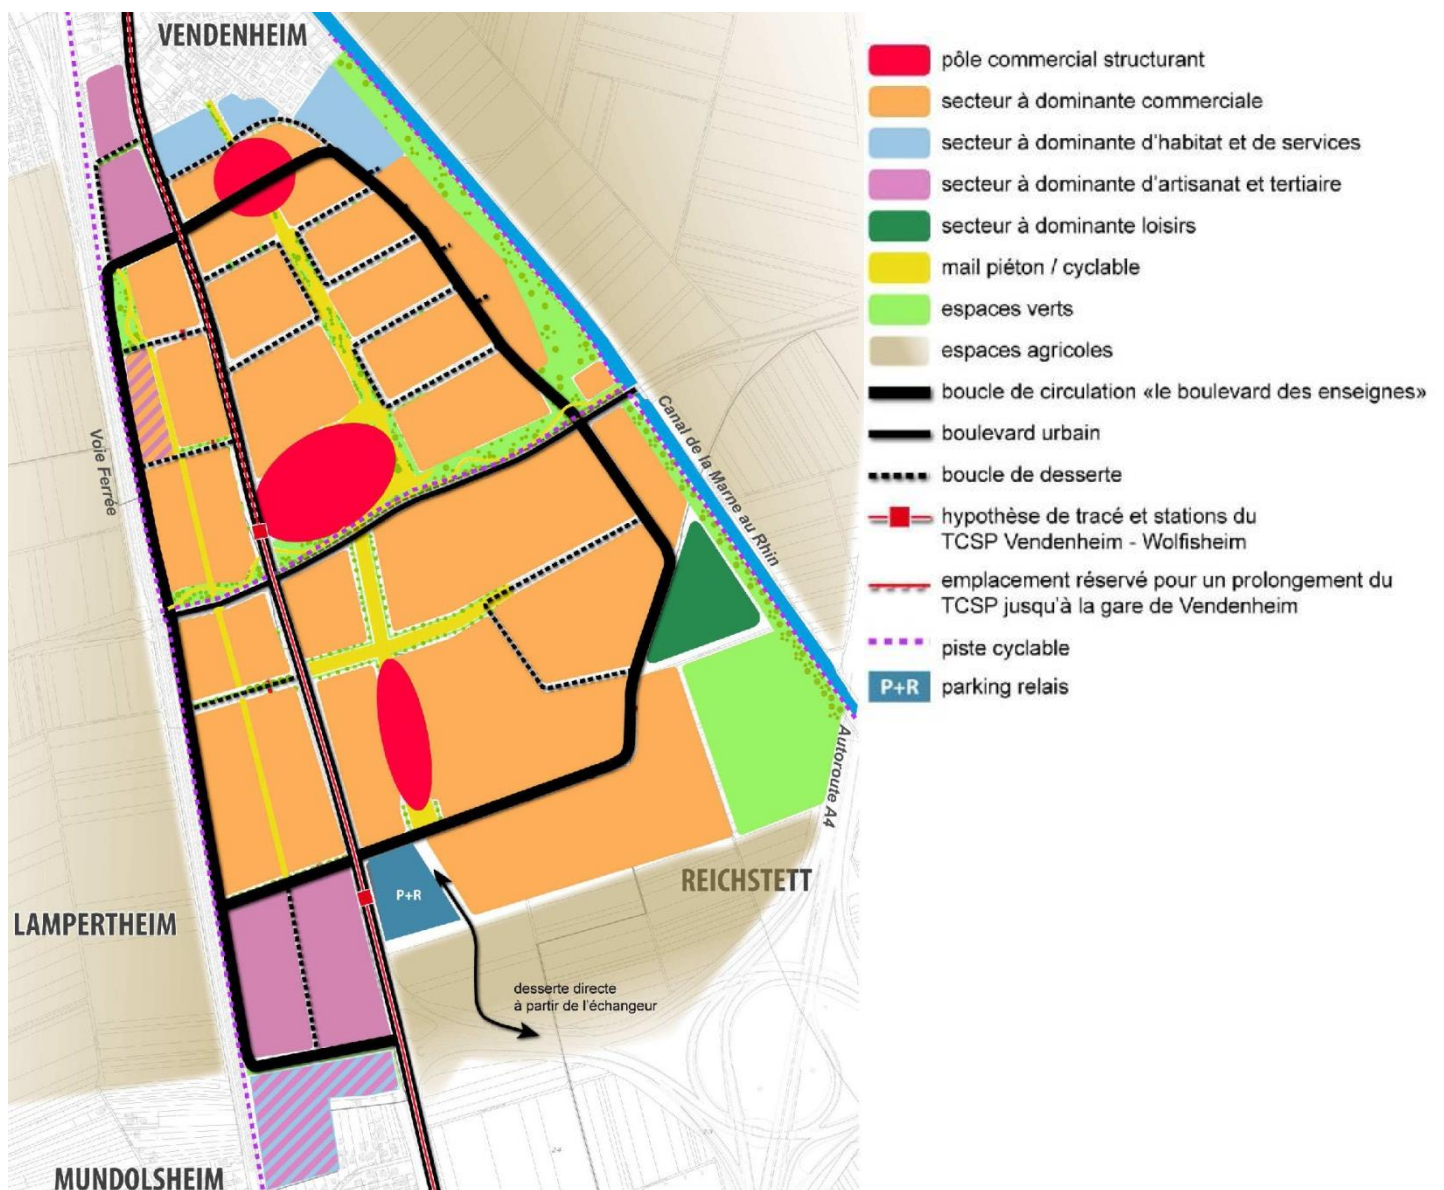 VENDENHEIM
Voie Ferrée
Canal de la Marne au Rhin
Autoroute A4
REICHSTETT
P+R
LAMPERTHEIM
desserte directe
à partir de l'échangeur
MUNDOLSHEIM
pôle commercial structurant
secteur à dominante commerciale
secteur à dominante d'habitat et de services
secteur à dominante d'artisanat et tertiaire
secteur à dominante loisirs
mail piéton / cyclable
espaces verts
espaces agricoles
boucle de circulation «le boulevard des enseignes»
boulevard urbain
boucle de desserte
hypothèse de tracé et stations du
TCSP Vendenheim - Wolfisheim
emplacement réservé pour un prolongement du
TCSP jusqu'à la gare de Vendenheim
piste cyclable
P+R parking relais